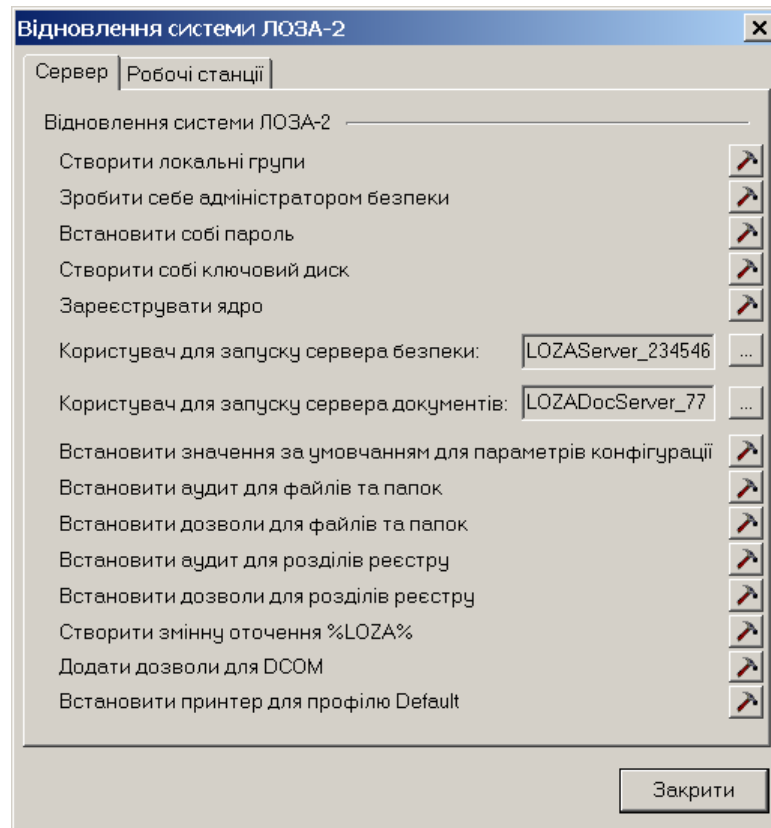 Відновлення системи ЛОЗА-2
Сервер Робочі станції
Відновлення системи ЛОЗА-2
Створити локальні групи
Зробити себе адміністратором безпеки
Встановити собі пароль
Створити собі ключовий диск
Зареєструвати ядро
Користувач для запуску сервера безпеки: LOZAServer_234546 ...
Користувач для запуску сервера документів: LOZADocServer_77 ...
Встановити значення за умовчанням для параметрів конфігурації
Встановити аудит для файлів та папок
Встановити дозволи для файлів та папок
Встановити аудит для розділів реєстру
Встановити дозволи для розділів реєстру
Створити змінну оточення %LOZA%
Додати дозволи для DCOM
Встановити принтер для профілю Default
Закрити